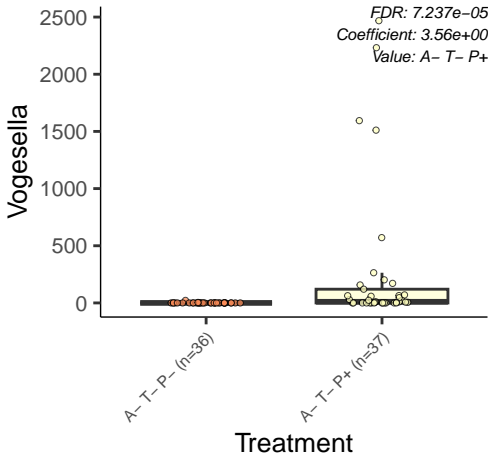 FDR: 7.237e−05
Coefficient: 3.56e+00
Value: A− T− P+
2500
2000
1500
1000
500
0
Vogesella
A− T− P− (n=36)
A− T− P+ (n=37)
Treatment